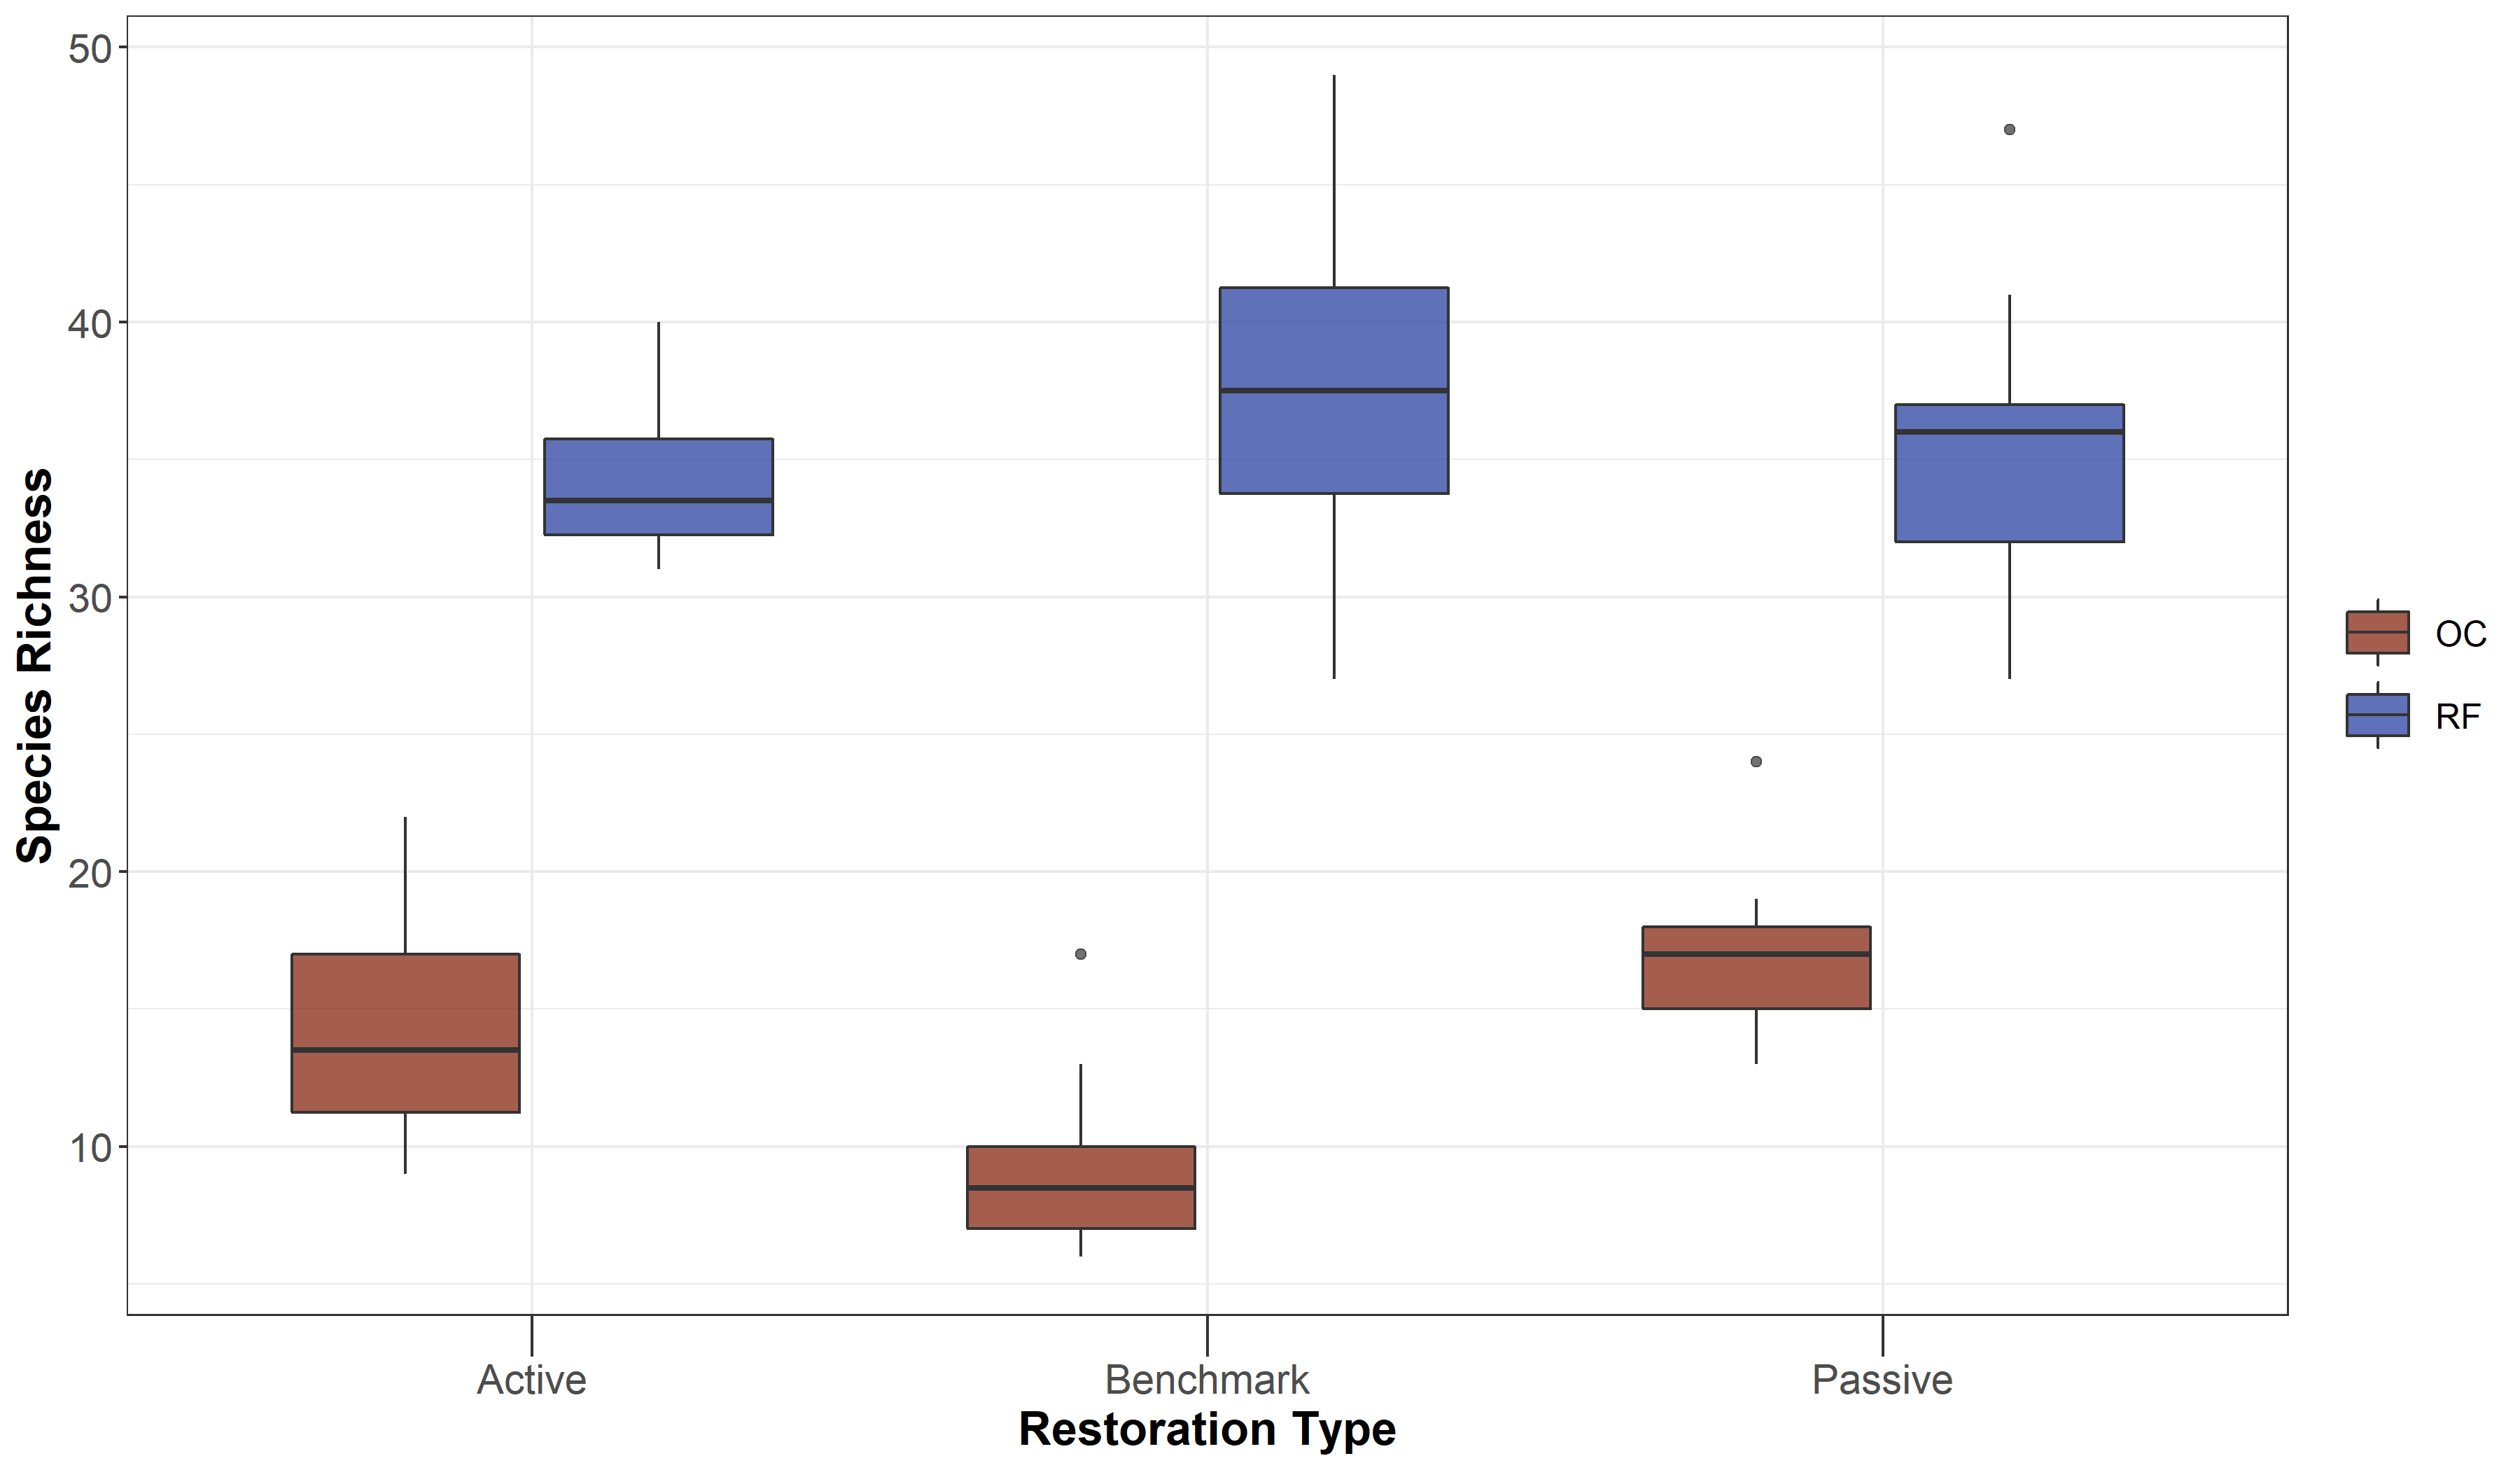 Species Richness
50
40
30
20
10
Active
Benchmark
Passive
Restoration Type
OC
RF